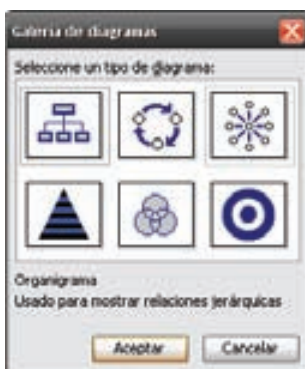 Galería de diagramas
Seleccione un tipo de diagrama:
Organigrama
Usado para mostrar relaciones jerárquicas
Aceptar
Cancelar